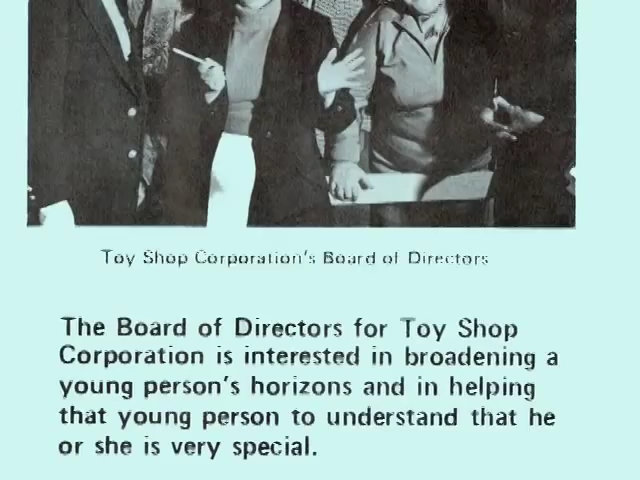 Toy Shop Corporation's Board of Directors
The Board of Directors for Toy Shop
Corporation is interested in broadening a
young person's horizons and in helping
that young person to understand that he
or she is very special.